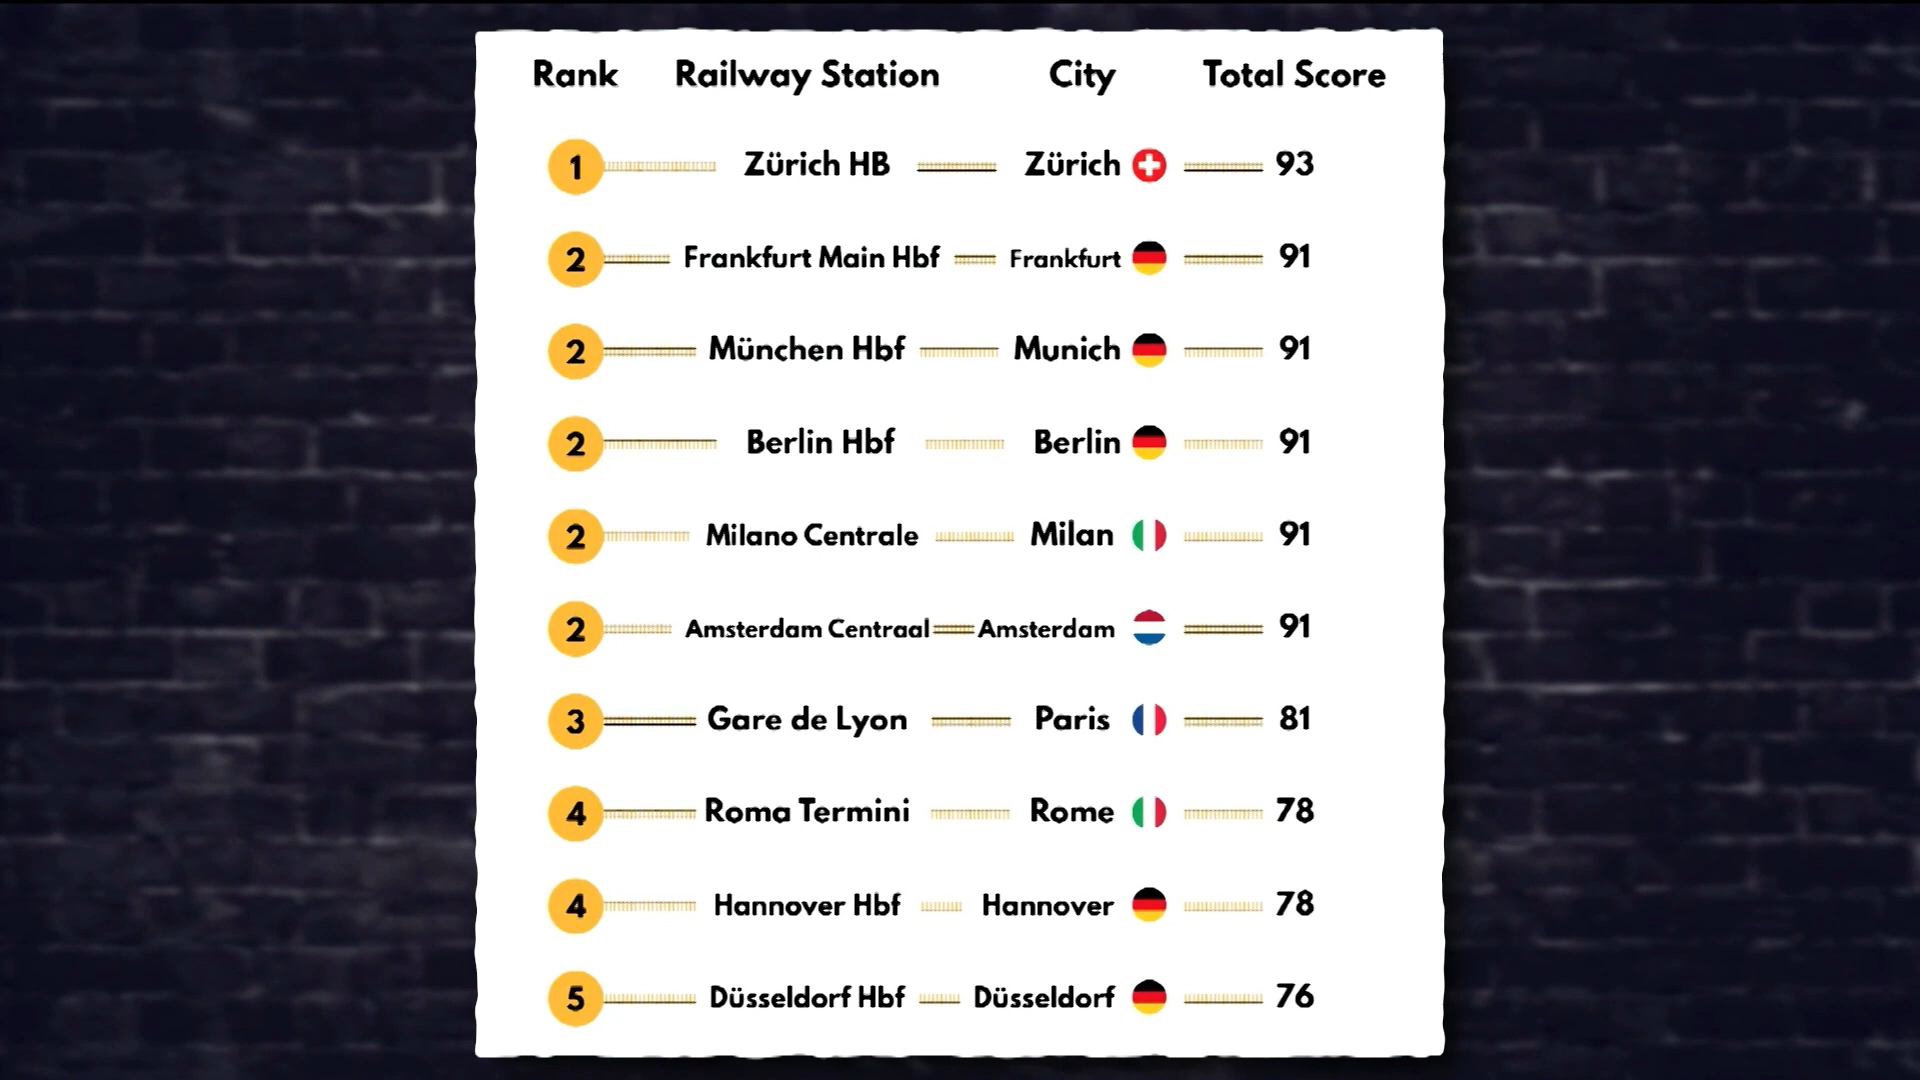 Rank Railway Station City Total Score
1 Zürich HB Zürich 93
2 Frankfurt Main Hbf Frankfurt 91
2 München Hbf Munich 91
2 Berlin Hbf Berlin 91
2 Milano Centrale Milan 91
2 Amsterdam Centraal Amsterdam 91
3 Gare de Lyon Paris 81
4 Roma Termini Rome 78
4 Hannover Hbf Hannover 78
5 Düsseldorf Hbf Düsseldorf 76